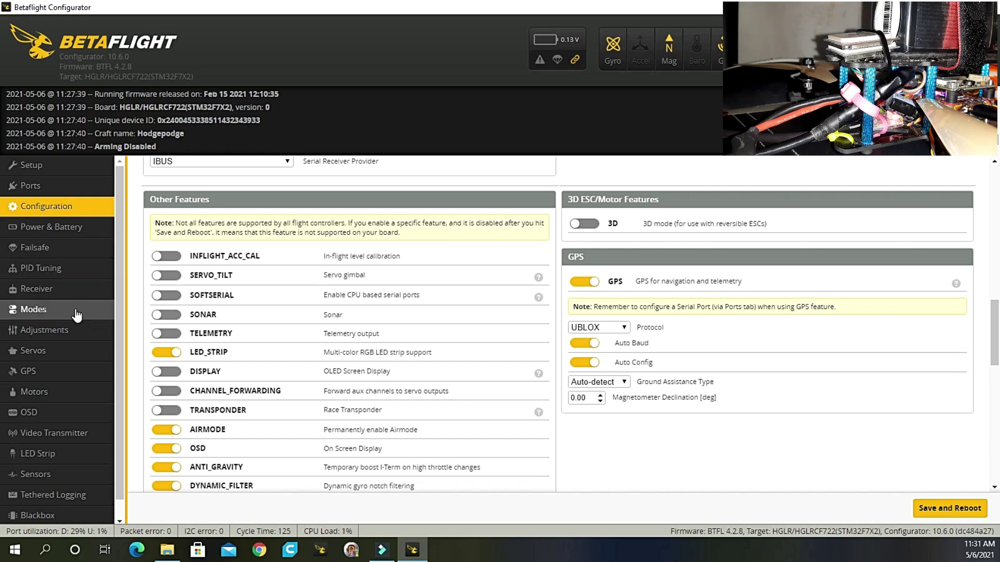 Betaflight Configurator
BETAFLIGHT
Configurator: 10.6.0
Firmware: BTFL 4.2.8
Target: HGLR/HGLRCF722(STM32F7X2)
0.13 V
Gyro
Accel
Mag
Baro
2021-05-06 @ 11:27:39 -- Running firmware released on: Feb 15 2021 12:10:35
2021-05-06 @ 11:27:39 -- Board: HGLR/HGLRCF722(STM32F7X2), version: 0
2021-05-06 @ 11:27:40 -- Unique device ID: 0x2400453338511432343933
2021-05-06 @ 11:27:40 -- Craft name: Hodgepodge
2021-05-06 @ 11:27:40 -- Arming Disabled
Setup
Ports
Configuration
Power & Battery
Failsafe
PID Tuning
Receiver
Modes
Adjustments
Servos
GPS
Motors
OSD
Video Transmitter
LED Strip
Sensors
Tethered Logging
Blackbox
IBUS Serial Receiver Provider
Other Features
Note: Not all features are supported by all flight controllers. If you enable a specific feature, and it is disabled after you hit
'Save and Reboot', it means that this feature is not supported on your board.
INFLIGHT_ACC_CAL In-flight level calibration
SERVO_TILT Servo gimbal
SOFTSERIAL Enable CPU based serial ports
SONAR Sonar
TELEMETRY Telemetry output
LED_STRIP Multi-color RGB LED strip support
DISPLAY OLED Screen Display
CHANNEL_FORWARDING Forward aux channels to servo outputs
TRANSPONDER Race Transponder
AIRMODE Permanently enable Airmode
OSD On Screen Display
ANTI_GRAVITY Temporary boost I-Term on high throttle changes
DYNAMIC_FILTER Dynamic gyro notch filtering
3D ESC/Motor Features
3D 3D mode (for use with reversible ESCs)
GPS
GPS GPS for navigation and telemetry
Note: Remember to configure a Serial Port (via Ports tab) when using GPS feature.
UBLOX Protocol
Auto Baud
Auto Config
Auto-detect Ground Assistance Type
0.00 Magnetometer Declination [deg]
Save and Reboot
Port utilization: D: 29% U: 1% Packet error: 0 I2C error: 0 Cycle Time: 125 CPU Load: 1% Firmware: BTFL 4.2.8, Target: HGLR/HGLRCF722(STM32F7X2), Configurator: 10.6.0 (dc484a27)
11:31 AM
5/6/2021